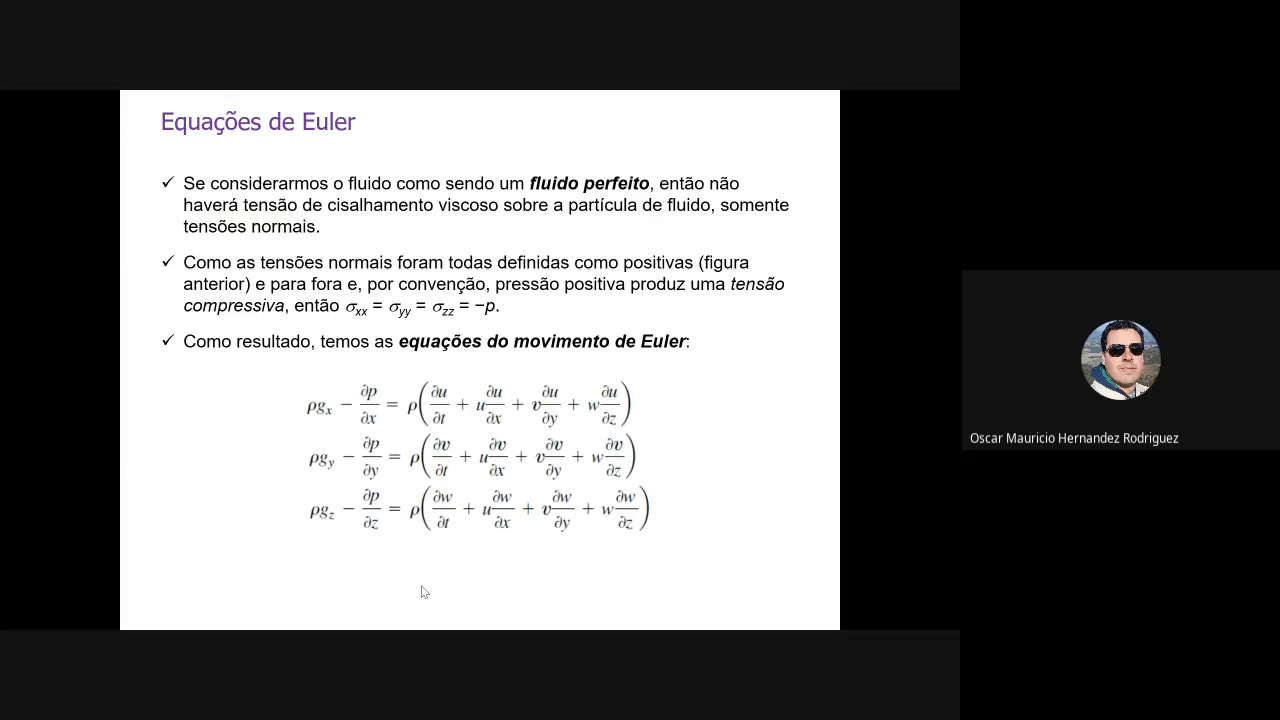 Equações de Euler
✓ Se considerarmos o fluido como sendo um fluido perfeito, então não
haverá tensão de cisalhamento viscoso sobre a partícula de fluido, somente
tensões normais.
✓ Como as tensões normais foram todas definidas como positivas (figura
anterior) e para fora e, por convenção, pressão positiva produz uma tensão
compressiva, então σxx = σyy = σzz = −p.
✓ Como resultado, temos as equações do movimento de Euler:
ρgx − ∂p/∂x = ρ(∂u/∂t + u ∂u/∂x + v ∂u/∂y + w ∂u/∂z)
ρgy − ∂p/∂y = ρ(∂v/∂t + u ∂v/∂x + v ∂v/∂y + w ∂v/∂z)
ρgz − ∂p/∂z = ρ(∂w/∂t + u ∂w/∂x + v ∂w/∂y + w ∂w/∂z)
Oscar Mauricio Hernandez Rodriguez